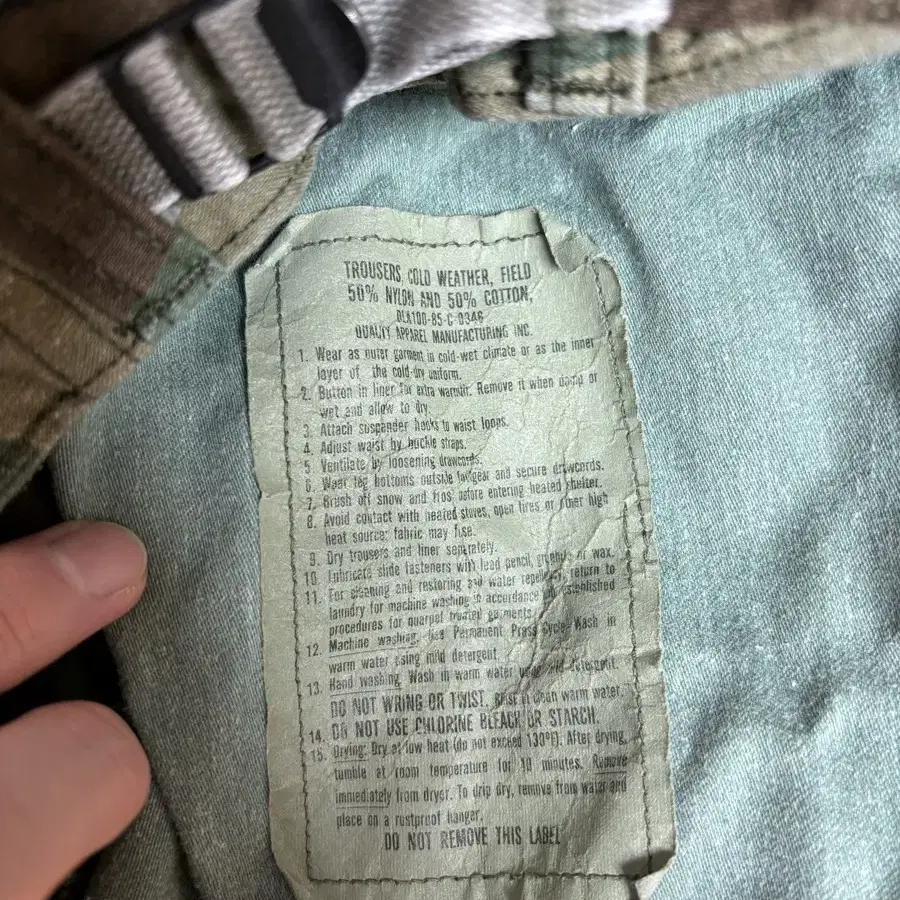 TROUSERS, COLD WEATHER, FIELD
50% NYLON AND 50% COTTON,
DLA100-85-C-0346
QUALITY APPAREL MANUFACTURING INC.
1. Wear as outer garment in cold-wet climate or as the inner
layer of the cold-dry uniform.
2. Button in liner for extra warmth. Remove it when damp or
wet and allow to dry.
3. Attach suspender hooks to waist loops.
4. Adjust waist by buckle straps.
5. Ventilate by loosening drawcords.
6. Wear leg bottoms outside footgear and secure drawcords.
7. Brush off snow and frost before entering heated shelter.
8. Avoid contact with heated stoves, open fires or other high
heat source; fabric may fuse.
9. Dry trousers and liner separately.
10. Lubricate slide fasteners with lead pencil, graphite or wax.
11. For cleaning and restoring and water repellency, return to
laundry for machine washing in accordance with established
procedures for quarpel treated garments.
12. Machine washing. Use Permanent Press Cycle. Wash in
warm water using mild detergent.
13. Hand washing. Wash in warm water using mild detergent.
DO NOT WRING OR TWIST. Rinse in clean warm water.
14. DO NOT USE CHLORINE BLEACH OR STARCH.
15. Drying: Dry at low heat (do not exceed 130°F). After drying,
tumble at room temperature for 10 minutes. Remove
immediately from dryer. To drip dry, remove from water and
place on a rustproof hanger.
DO NOT REMOVE THIS LABEL